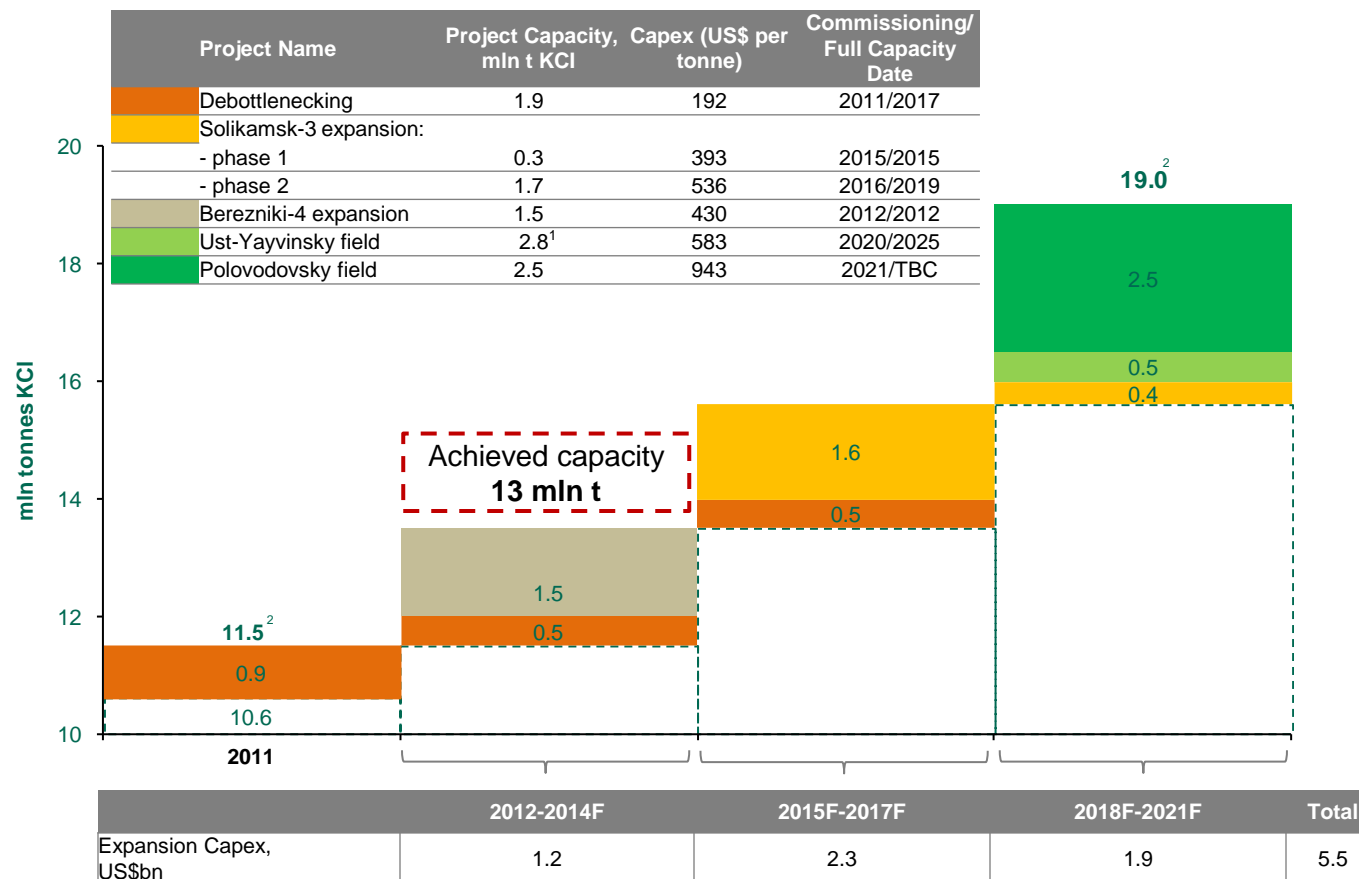 Project Name Project Capacity, mln t KCl Capex (US$ per tonne) Commissioning/ Full Capacity Date
Debottlenecking 1.9 192 2011/2017
Solikamsk-3 expansion:
- phase 1 0.3 393 2015/2015
- phase 2 1.7 536 2016/2019
Berezniki-4 expansion 1.5 430 2012/2012
Ust-Yayvinsky field 2.8¹ 583 2020/2025
Polovodovsky field 2.5 943 2021/TBC
mln tonnes KCl
20
18
16
14
12
10
19.0²
2.5
0.5
0.4
1.6
0.5
Achieved capacity
13 mln t
1.5
0.5
11.5²
0.9
10.6
2011
2012-2014F 2015F-2017F 2018F-2021F Total
Expansion Capex,
US$bn 1.2 2.3 1.9 5.5